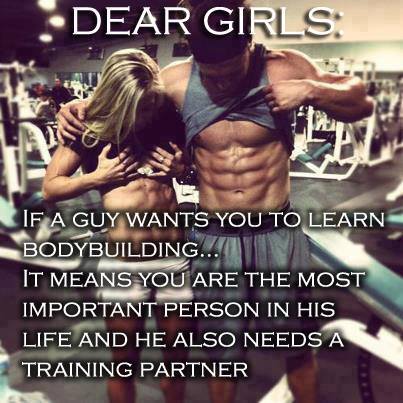 DEAR GIRLS:
IF A GUY WANTS YOU TO LEARN
BODYBUILDING...
IT MEANS YOU ARE THE MOST
IMPORTANT PERSON IN HIS
LIFE AND HE ALSO NEEDS A
TRAINING PARTNER